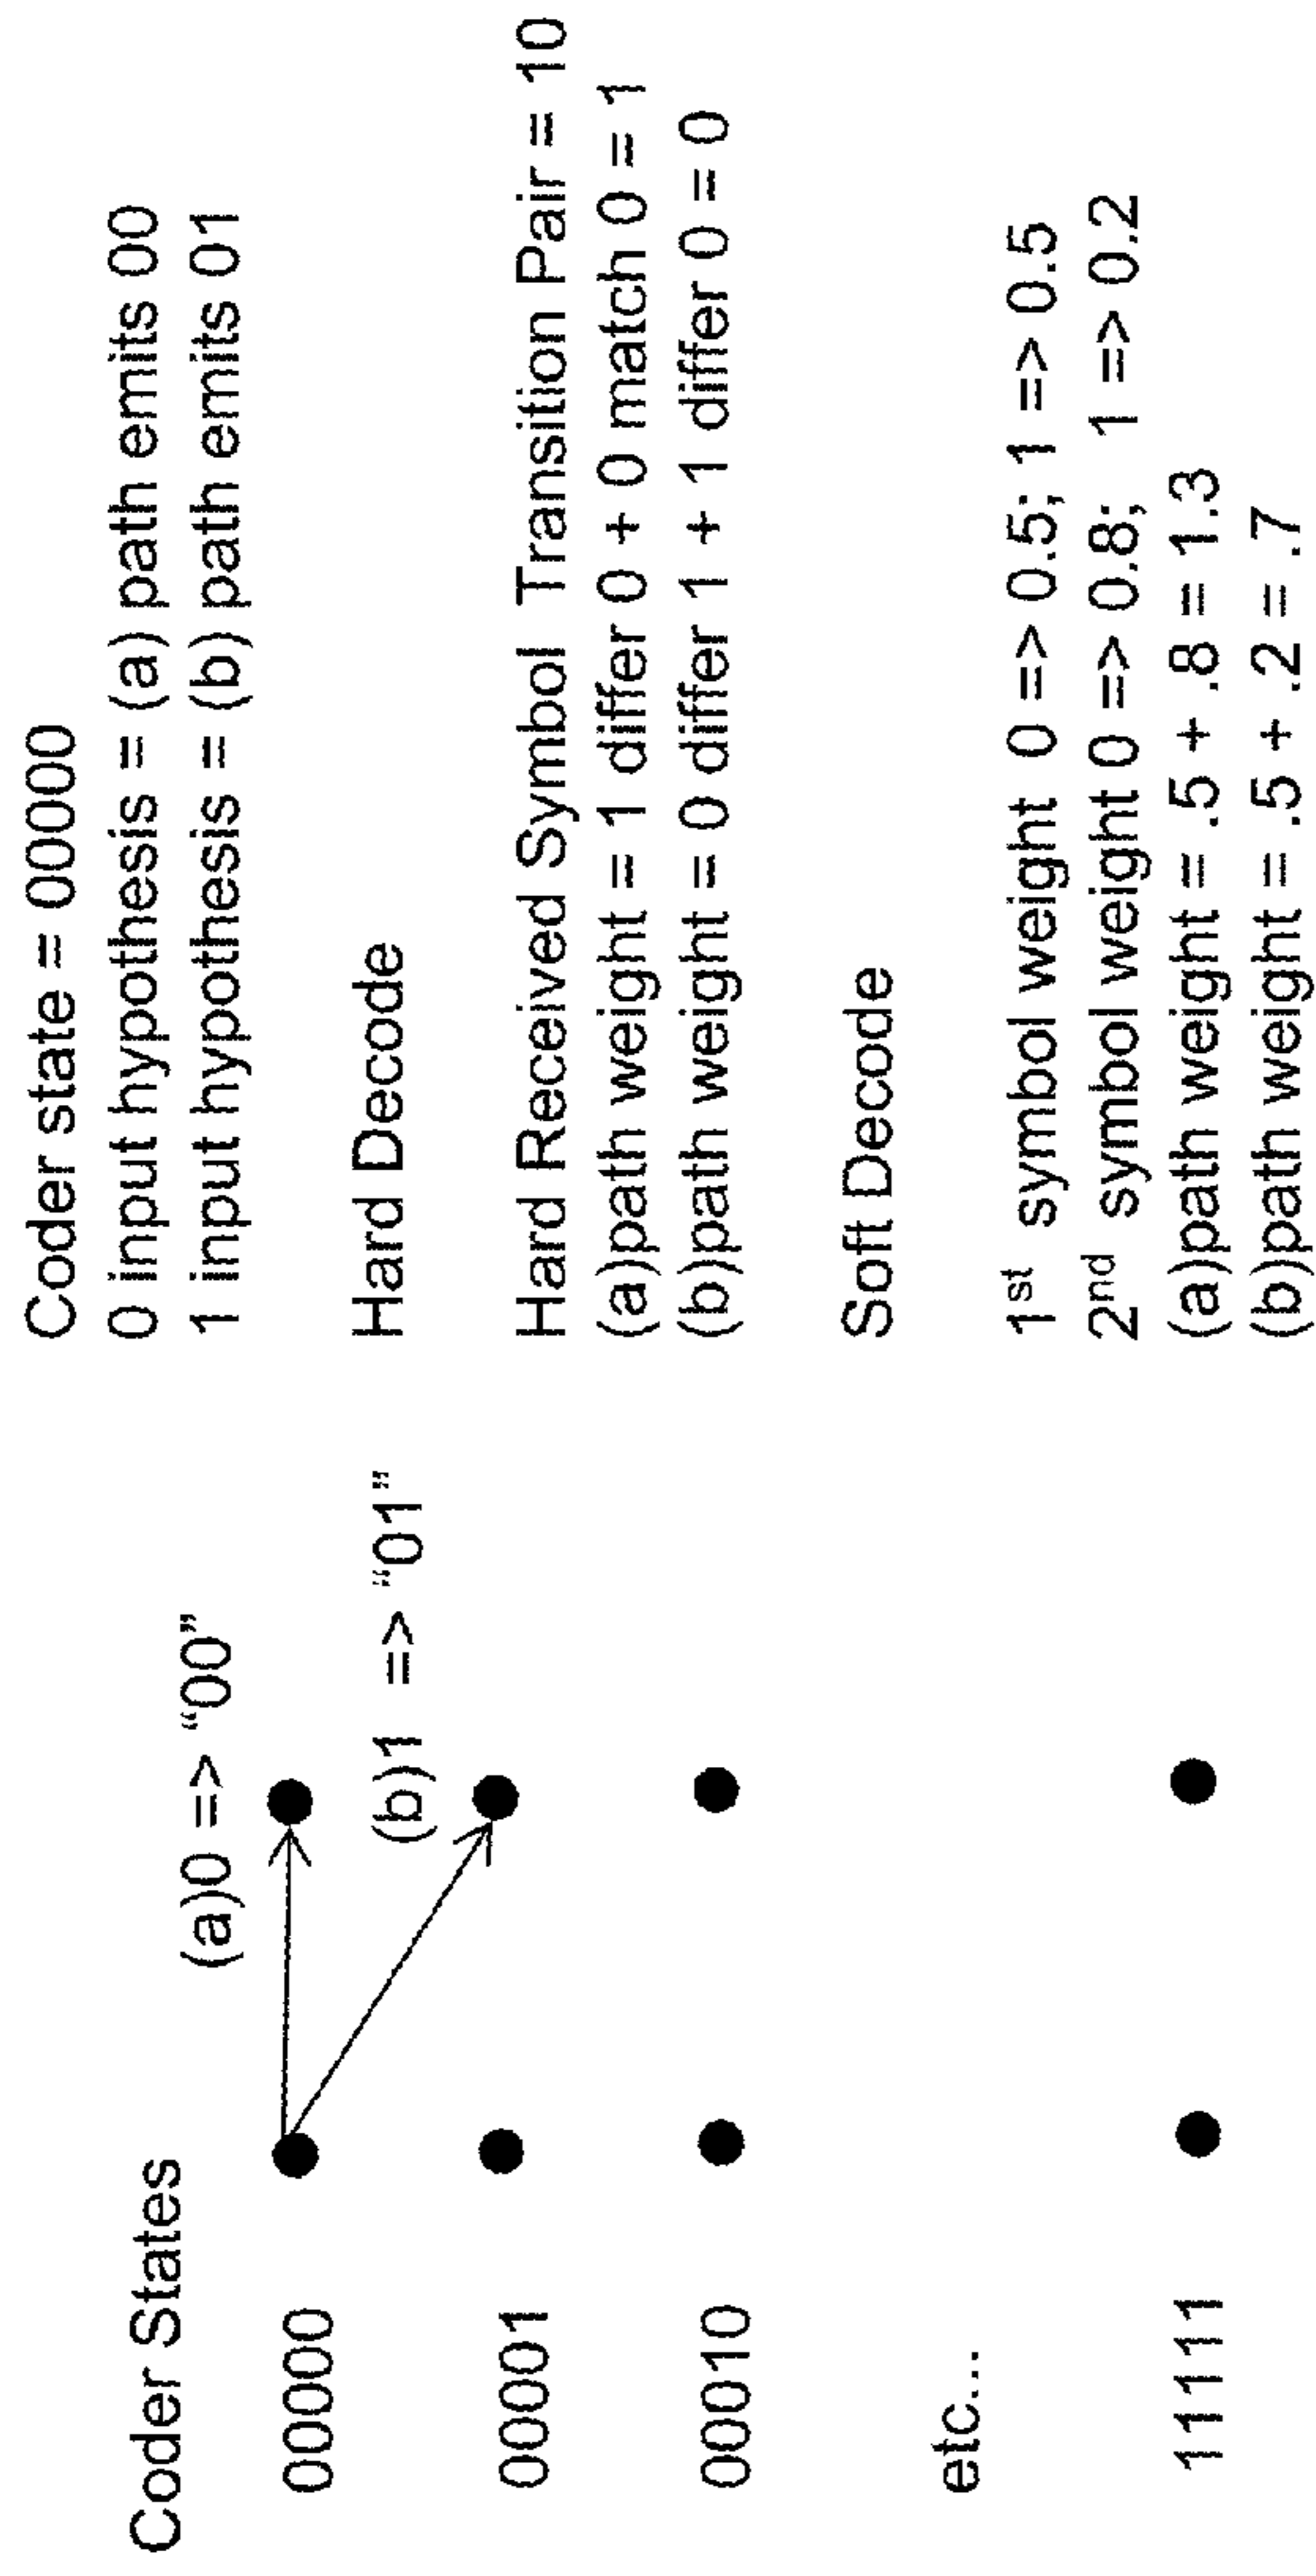 Coder States
(a)0 => “00”
00000
(b)1 => “01”
00001
00010
etc...
11111
Coder state = 00000
0 input hypothesis = (a) path emits 00
1 input hypothesis = (b) path emits 01
Hard Decode
Hard Received Symbol Transition Pair = 10
(a)path weight = 1 differ 0 + 0 match 0 = 1
(b)path weight = 0 differ 1 + 1 differ 0 = 0
Soft Decode
1st symbol weight 0 => 0.5; 1 => 0.5
2nd symbol weight 0 => 0.8; 1 => 0.2
(a)path weight = .5 + .8 = 1.3
(b)path weight = .5 + .2 = .7